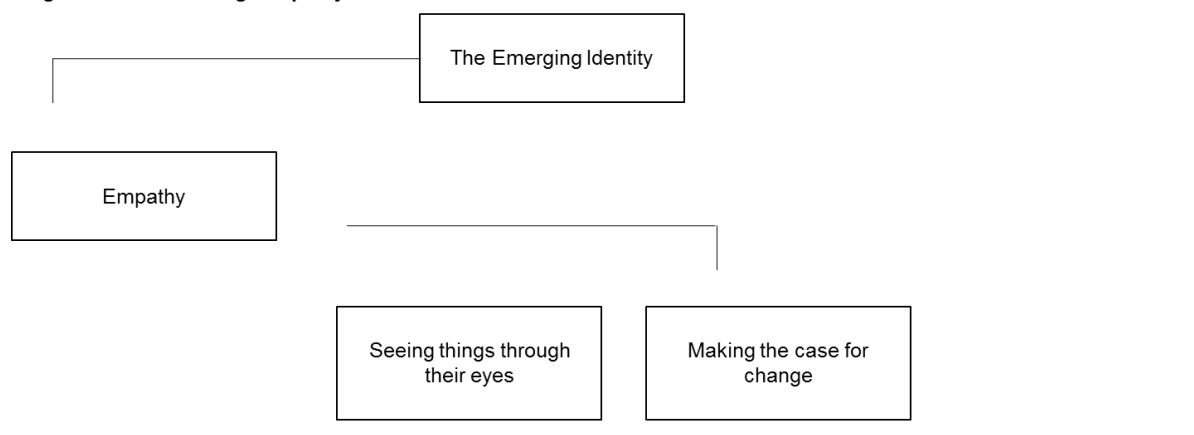 The Emerging Identity
Empathy
Seeing things through
their eyes
Making the case for
change